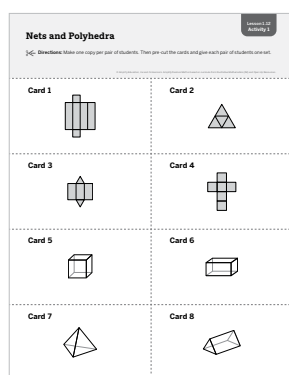 Lesson 1.12
Activity 1
Nets and Polyhedra
Directions: Make one copy per pair of students. Then pre-cut the cards and give each pair of students one set.
Card 1
Card 2
Card 3
Card 4
Card 5
Card 6
Card 7
Card 8